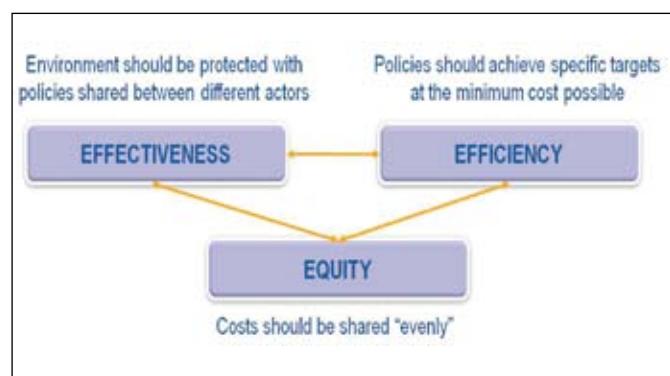 Environment should be protected with
policies shared between different actors
Policies should achieve specific targets
at the minimum cost possible
EFFECTIVENESS
EFFICIENCY
EQUITY
Costs should be shared “evenly”